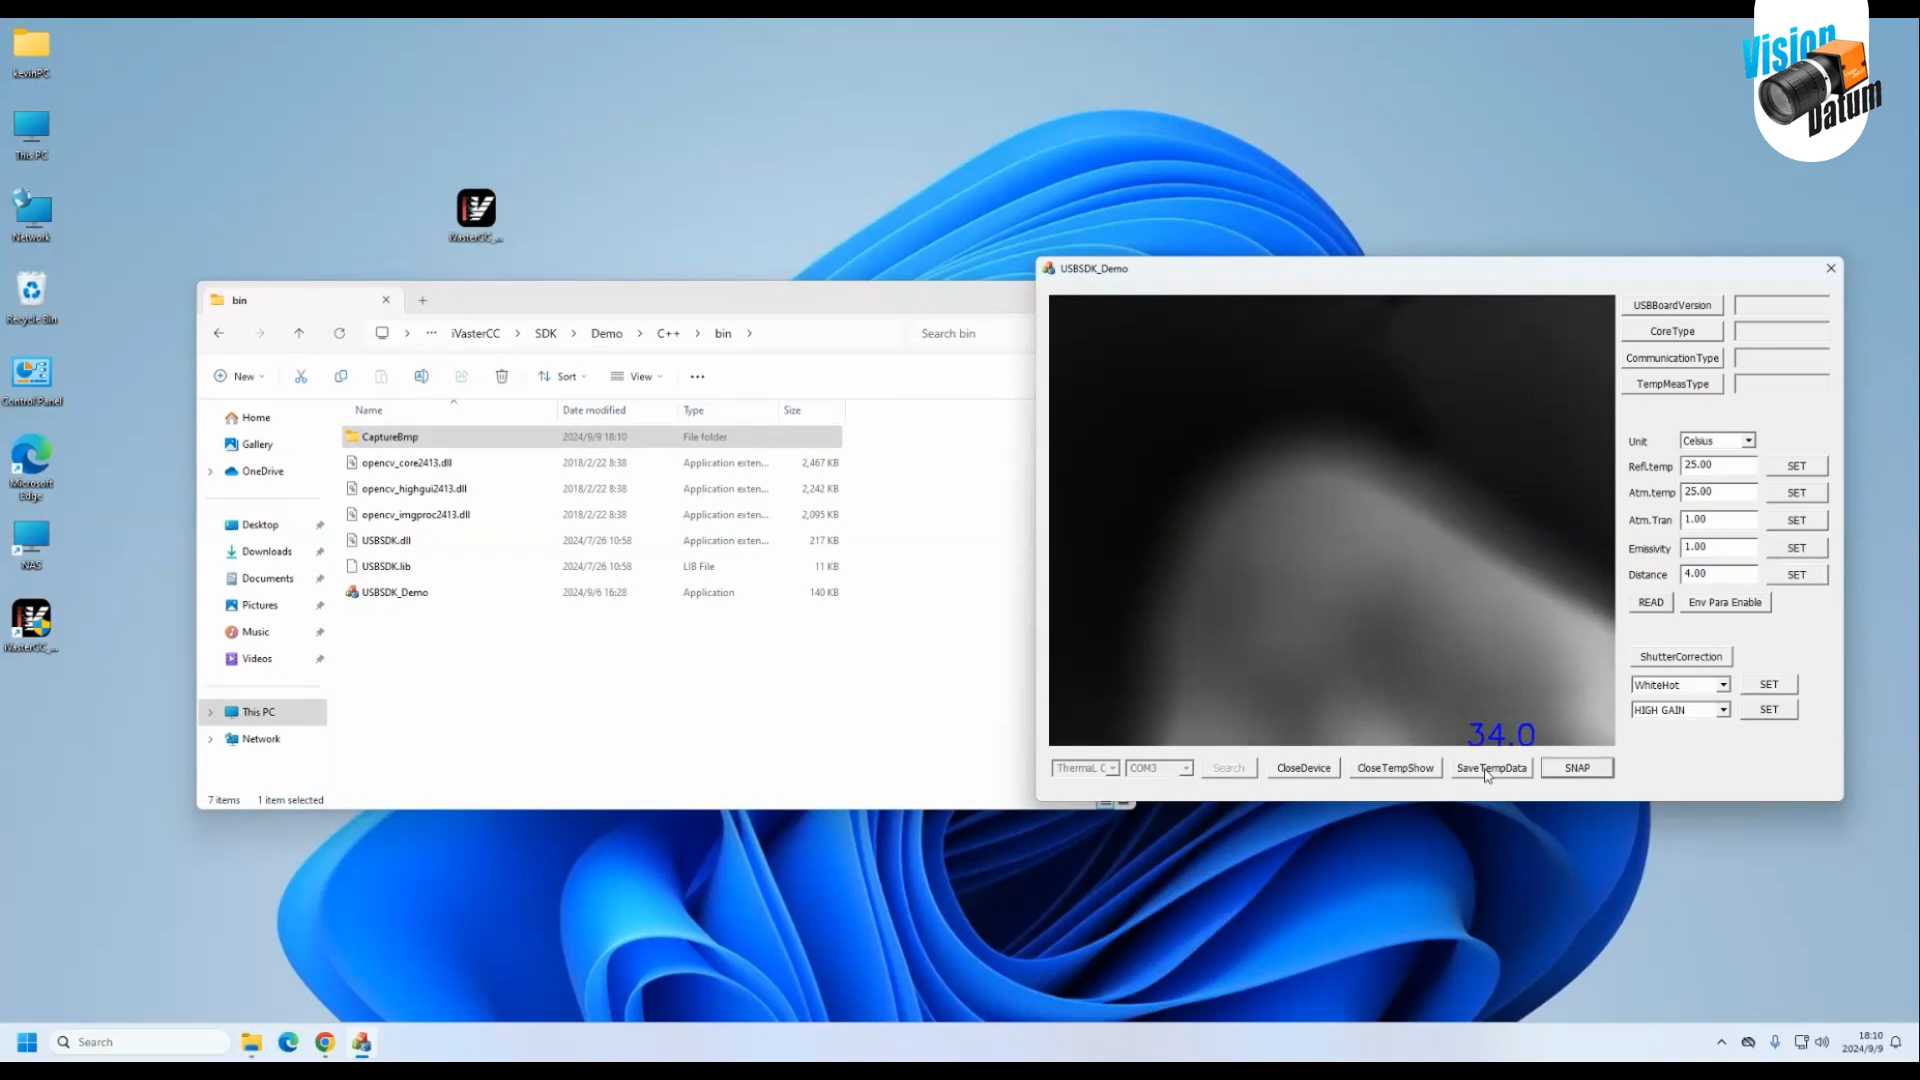 Vision
Datum
kevinPC
This PC
Network
Recycle Bin
Control Panel
Microsoft
Edge
NAS
iVasterCC_...
iVasterCC_...
bin
iVasterCC
SDK
Demo
C++
bin
Search bin
New
Sort
View
Home
Gallery
OneDrive
Desktop
Downloads
Documents
Pictures
Music
Videos
This PC
Network
Name Date modified Type Size
CaptureBmp 2024/9/9 18:10 File folder
opencv_core2413.dll 2018/2/22 8:38 Application exten... 2,467 KB
opencv_highgui2413.dll 2018/2/22 8:38 Application exten... 2,242 KB
opencv_imgproc2413.dll 2018/2/22 8:38 Application exten... 2,095 KB
USBSDK.dll 2024/7/26 10:58 Application exten... 217 KB
USBSDK.lib 2024/7/26 10:58 LIB File 11 KB
USBSDK_Demo 2024/9/6 16:28 Application 140 KB
7 items 1 item selected
USBSDK_Demo
34.0
USBBoardVersion
CoreType
CommunicationType
TempMeasType
Unit Celsius
Refl.temp 25.00 SET
Atm.temp 25.00 SET
Atm.Tran 1.00 SET
Emissivity 1.00 SET
Distance 4.00 SET
READ Env Para Enable
ShutterCorrection
WhiteHot SET
HIGH GAIN SET
ThermaL C COM3 Search CloseDevice CloseTempShow SaveTempData SNAP
Search
18:10
2024/9/9